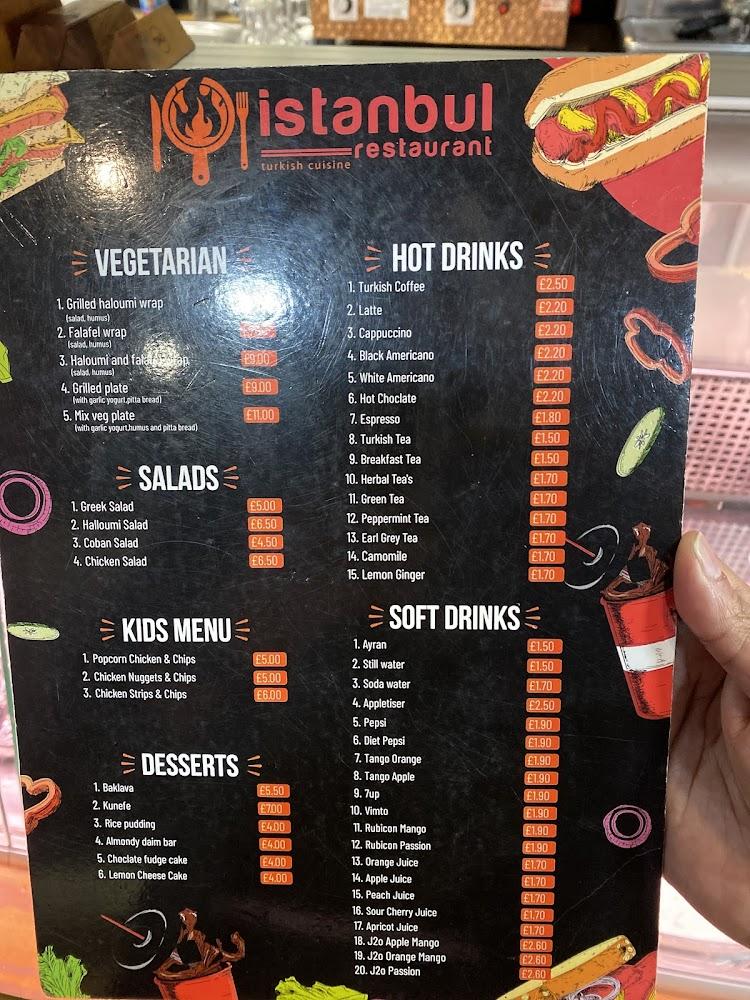 istanbul
restaurant
turkish cuisine
VEGETARIAN
1. Grilled haloumi wrap
(salad, humus)
2. Falafel wrap
(salad, humus)
3. Haloumi and wrap £9.00
(salad, humus)
4. Grilled plate £9.00
(with garlic yogurt,pitta bread)
5. Mix veg plate £11.00
(with garlic yogurt,humus and pitta bread)
SALADS
1. Greek Salad £5.00
2. Halloumi Salad £6.50
3. Coban Salad £4.50
4. Chicken Salad £6.50
KIDS MENU
1. Popcorn Chicken & Chips £5.00
2. Chicken Nuggets & Chips £5.00
3. Chicken Strips & Chips £6.00
DESSERTS
1. Baklava £5.50
2. Kunefe £7.00
3. Rice pudding £4.00
4. Almondy daim bar £4.00
5. Choclate fudge cake £4.00
6. Lemon Cheese Cake £4.00
HOT DRINKS
1. Turkish Coffee £2.50
2. Latte £2.20
3. Cappuccino £2.20
4. Black Americano £2.20
5. White Americano £2.20
6. Hot Choclate £2.20
7. Espresso £1.80
8. Turkish Tea £1.50
9. Breakfast Tea £1.50
10. Herbal Tea's £1.70
11. Green Tea £1.70
12. Peppermint Tea £1.70
13. Earl Grey Tea £1.70
14. Camomile £1.70
15. Lemon Ginger £1.70
SOFT DRINKS
1. Ayran £1.50
2. Still water £1.50
3. Soda water £1.70
4. Appletiser £2.50
5. Pepsi £1.90
6. Diet Pepsi £1.90
7. Tango Orange £1.90
8. Tango Apple £1.90
9. 7up £1.90
10. Vimto £1.90
11. Rubicon Mango £1.90
12. Rubicon Passion £1.90
13. Orange Juice £1.70
14. Apple Juice £1.70
15. Peach Juice £1.70
16. Sour Cherry Juice £1.70
17. Apricot Juice £1.70
18. J2o Apple Mango £2.60
19. J2o Orange Mango £2.60
20. J2o Passion £2.60